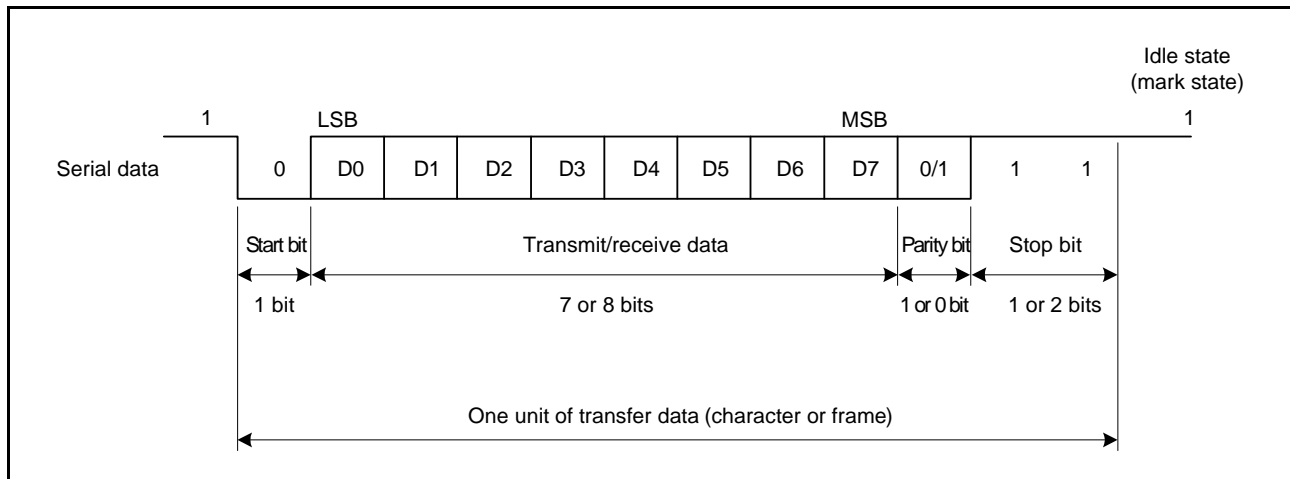 Idle state
(mark state)
1 LSB MSB 1
Serial data 0 D0 D1 D2 D3 D4 D5 D6 D7 0/1 1 1
Start bit Transmit/receive data Parity bit Stop bit
1 bit 7 or 8 bits 1 or 0 bit 1 or 2 bits
One unit of transfer data (character or frame)